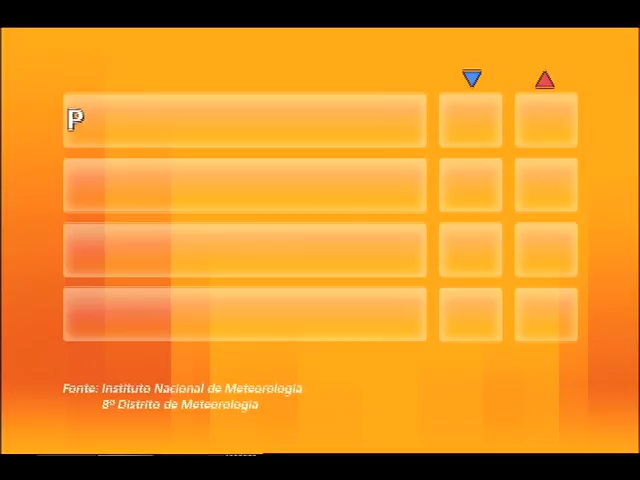 P
Fonte: Instituto Nacional de Meteorologia
8º Distrito de Meteorologia